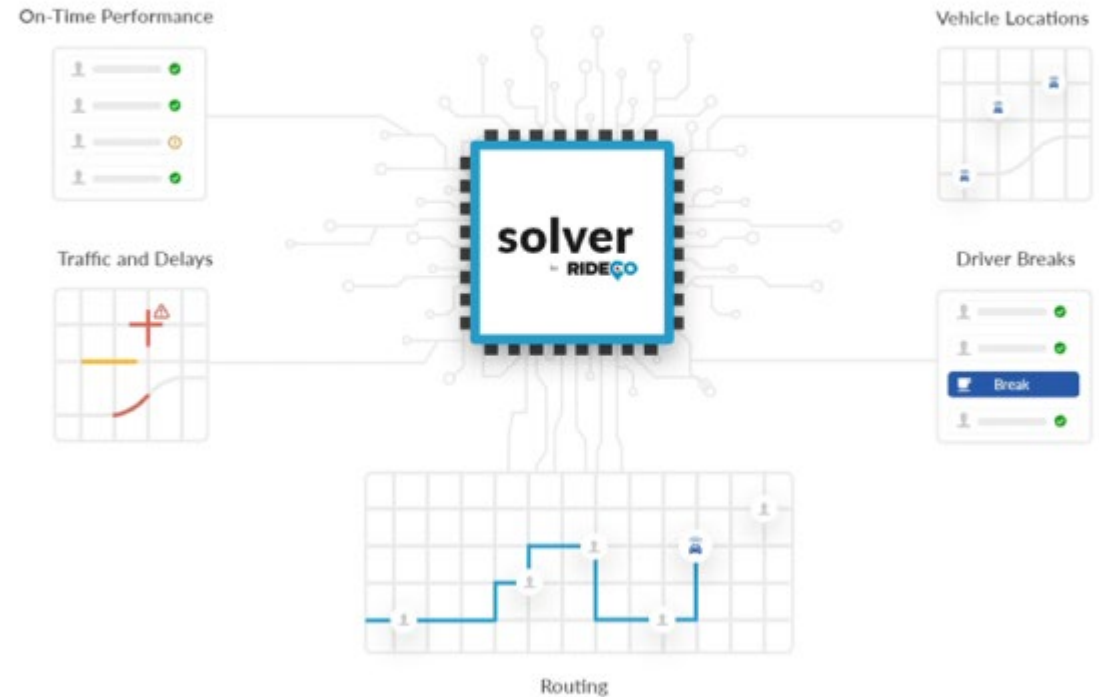 On-Time Performance
Vehicle Locations
solver
by RIDECO
Traffic and Delays
Driver Breaks
Break
Routing